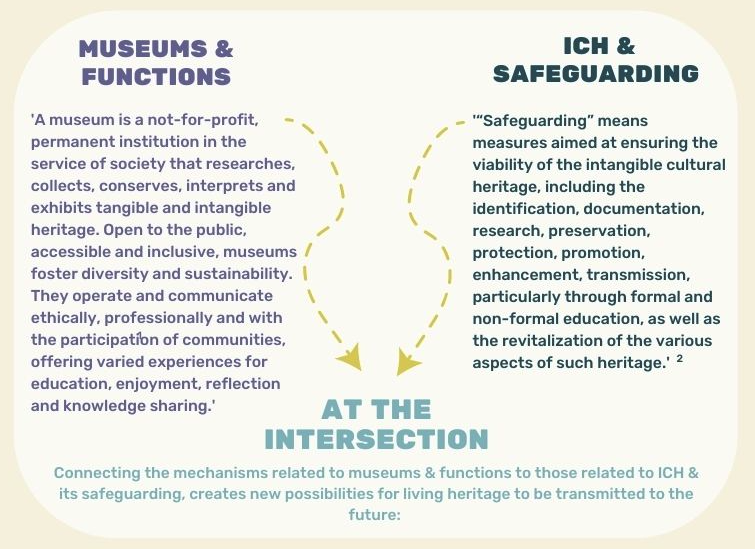 MUSEUMS &
FUNCTIONS
'A museum is a not-for-profit,
permanent institution in the
service of society that researches,
collects, conserves, interprets and
exhibits tangible and intangible
heritage. Open to the public,
accessible and inclusive, museums
foster diversity and sustainability.
They operate and communicate
ethically, professionally and with
the participation of communities,
offering varied experiences for
education, enjoyment, reflection
and knowledge sharing.'
1
ICH &
SAFEGUARDING
'“Safeguarding” means
measures aimed at ensuring the
viability of the intangible cultural
heritage, including the
identification, documentation,
research, preservation,
protection, promotion,
enhancement, transmission,
particularly through formal and
non-formal education, as well as
the revitalization of the various
aspects of such heritage.' 2
AT THE
INTERSECTION
Connecting the mechanisms related to museums & functions to those related to ICH &
its safeguarding, creates new possibilities for living heritage to be transmitted to the
future: